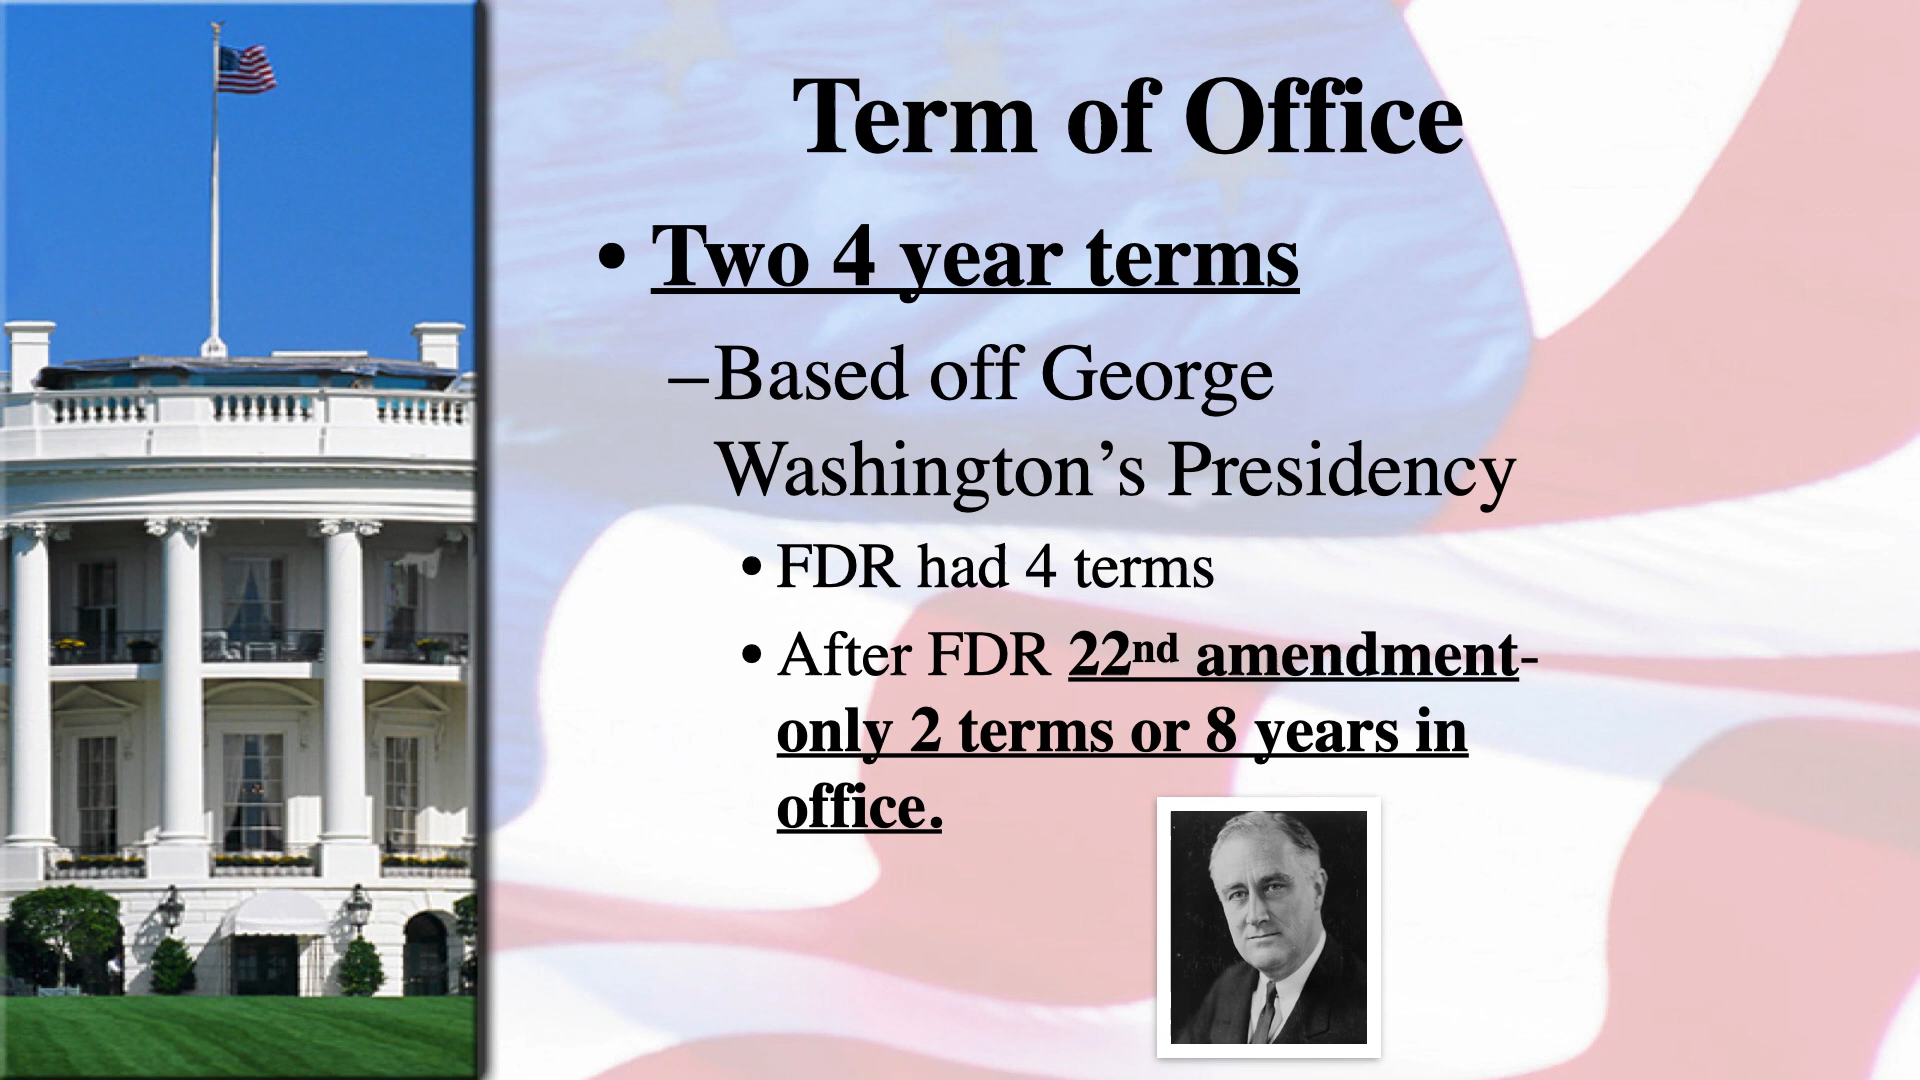 Term of Office
• Two 4 year terms
–Based off George
Washington’s Presidency
• FDR had 4 terms
• After FDR 22nd amendment-
only 2 terms or 8 years in
office.